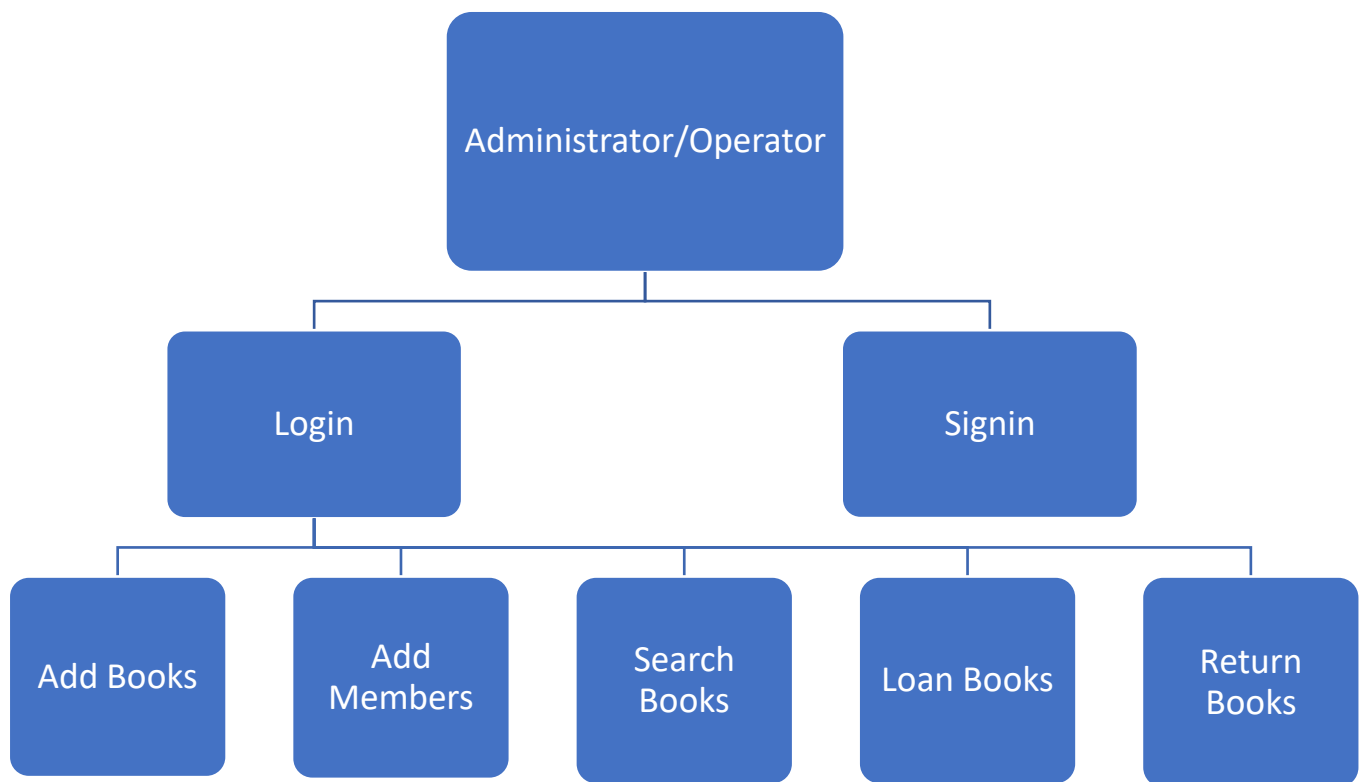 Administrator/Operator
Login
Signin
Add Books
Add
Members
Search
Books
Loan Books
Return
Books